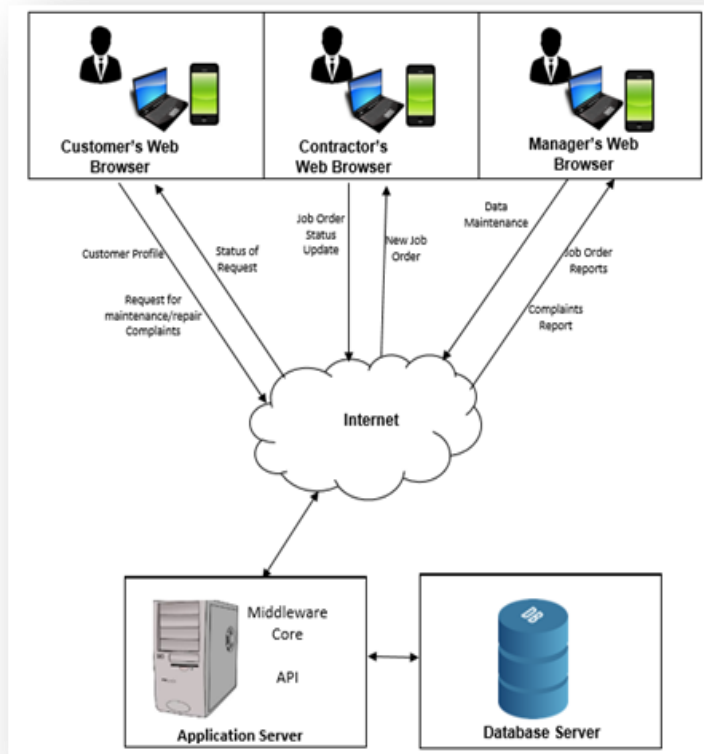 Customer's Web
Browser
Contractor's
Web Browser
Manager's Web
Browser
Customer Profile
Status of
Request
Request for
maintenance/repair
Complaints
Job Order
Status
Update
New Job
Order
Data
Maintenance
Job Order
Reports
Complaints
Report
Internet
Middleware
Core
API
Application Server
DB
Database Server